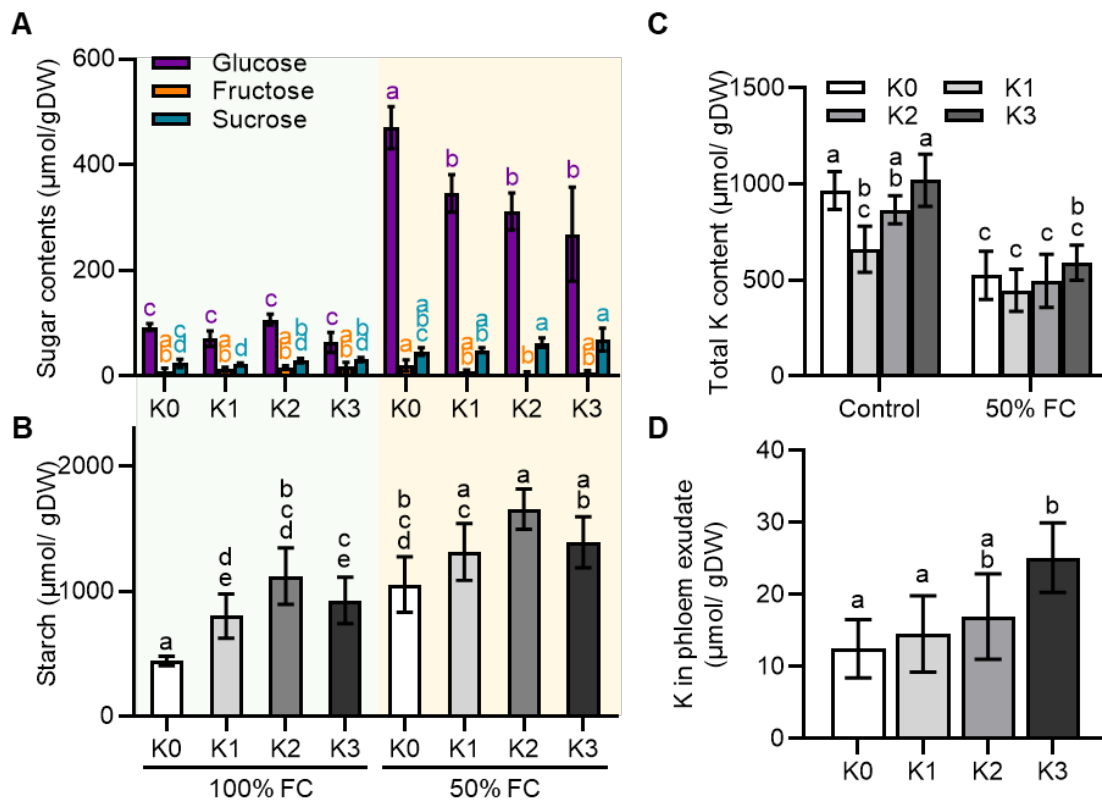 A
Sugar contents (µmol/gDW)
600
400
200
0
Glucose
Fructose
Sucrose
c
a
b
c
d
c
a
b
d
c
a
b
b
d
c
a
b
b
d
a
a
a
b
c
b
a
b
a
b
b
b
a
b
a
b
a
K0 K1 K2 K3 K0 K1 K2 K3
B
Starch (µmol/ gDW)
2000
1000
0
a
d
e
b
c
d
c
e
b
c
d
a
c
a
a
b
K0 K1 K2 K3 K0 K1 K2 K3
100% FC 50% FC
C
Total K content (µmol/ gDW)
1500
1000
500
0
K0 K1
K2 K3
a
b
c
a
b
a
c
c
c
b
c
Control 50% FC
D
K in phloem exudate
(µmol/ gDW)
40
30
20
10
0
a
a
a
b
b
K0 K1 K2 K3